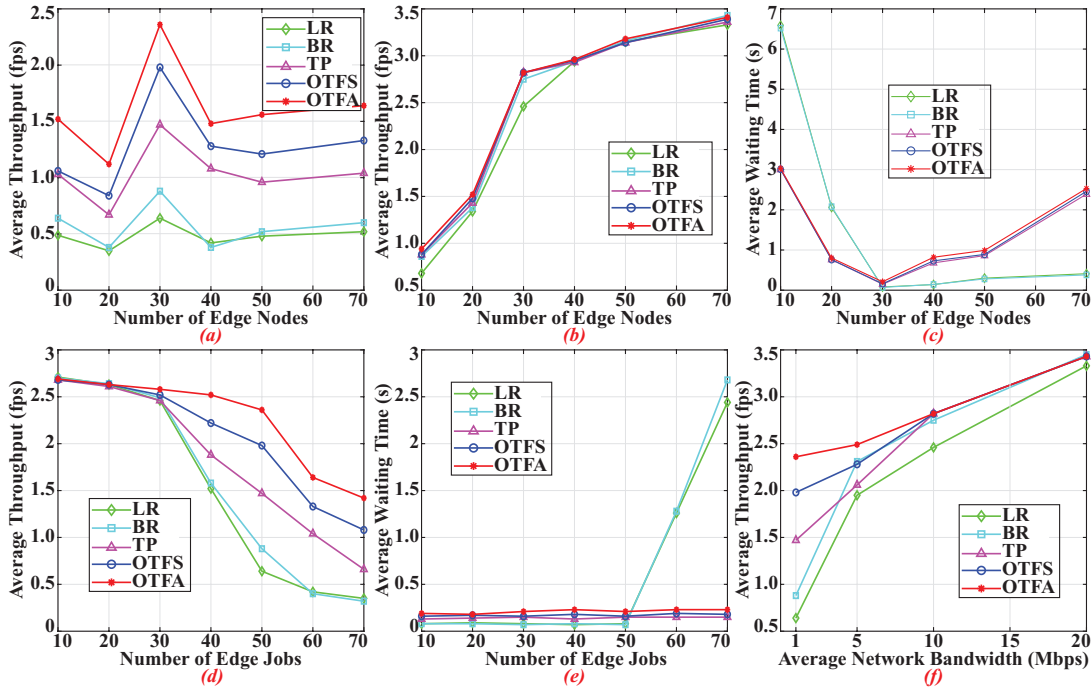 Average Throughput (fps)
2.5
2.0
1.5
1.0
0.5
0
LR
BR
TP
OTFS
OTFA
10 20 30 40 50 60 70
Number of Edge Nodes
(a)
Average Throughput (fps)
3.5
3.0
2.5
2.0
1.5
1.0
0.5
LR
BR
TP
OTFS
OTFA
10 20 30 40 50 60 70
Number of Edge Nodes
(b)
Average Waiting Time (s)
7
6
5
4
3
2
1
0
LR
BR
TP
OTFS
OTFA
10 20 30 40 50 60 70
Number of Edge Nodes
(c)
Average Throughput (fps)
3
2.5
2
1.5
1
0.5
0
LR
BR
TP
OTFS
OTFA
10 20 30 40 50 60 70
Number of Edge Jobs
(d)
Average Waiting Time (s)
3
2.5
2
1.5
1
0.5
0
LR
BR
TP
OTFS
OTFA
10 20 30 40 50 60 70
Number of Edge Jobs
(e)
Average Throughput (fps)
3.5
3.0
2.5
2.0
1.5
1.0
0.5
LR
BR
TP
OTFS
OTFA
1 5 10 15 20
Average Network Bandwidth (Mbps)
(f)